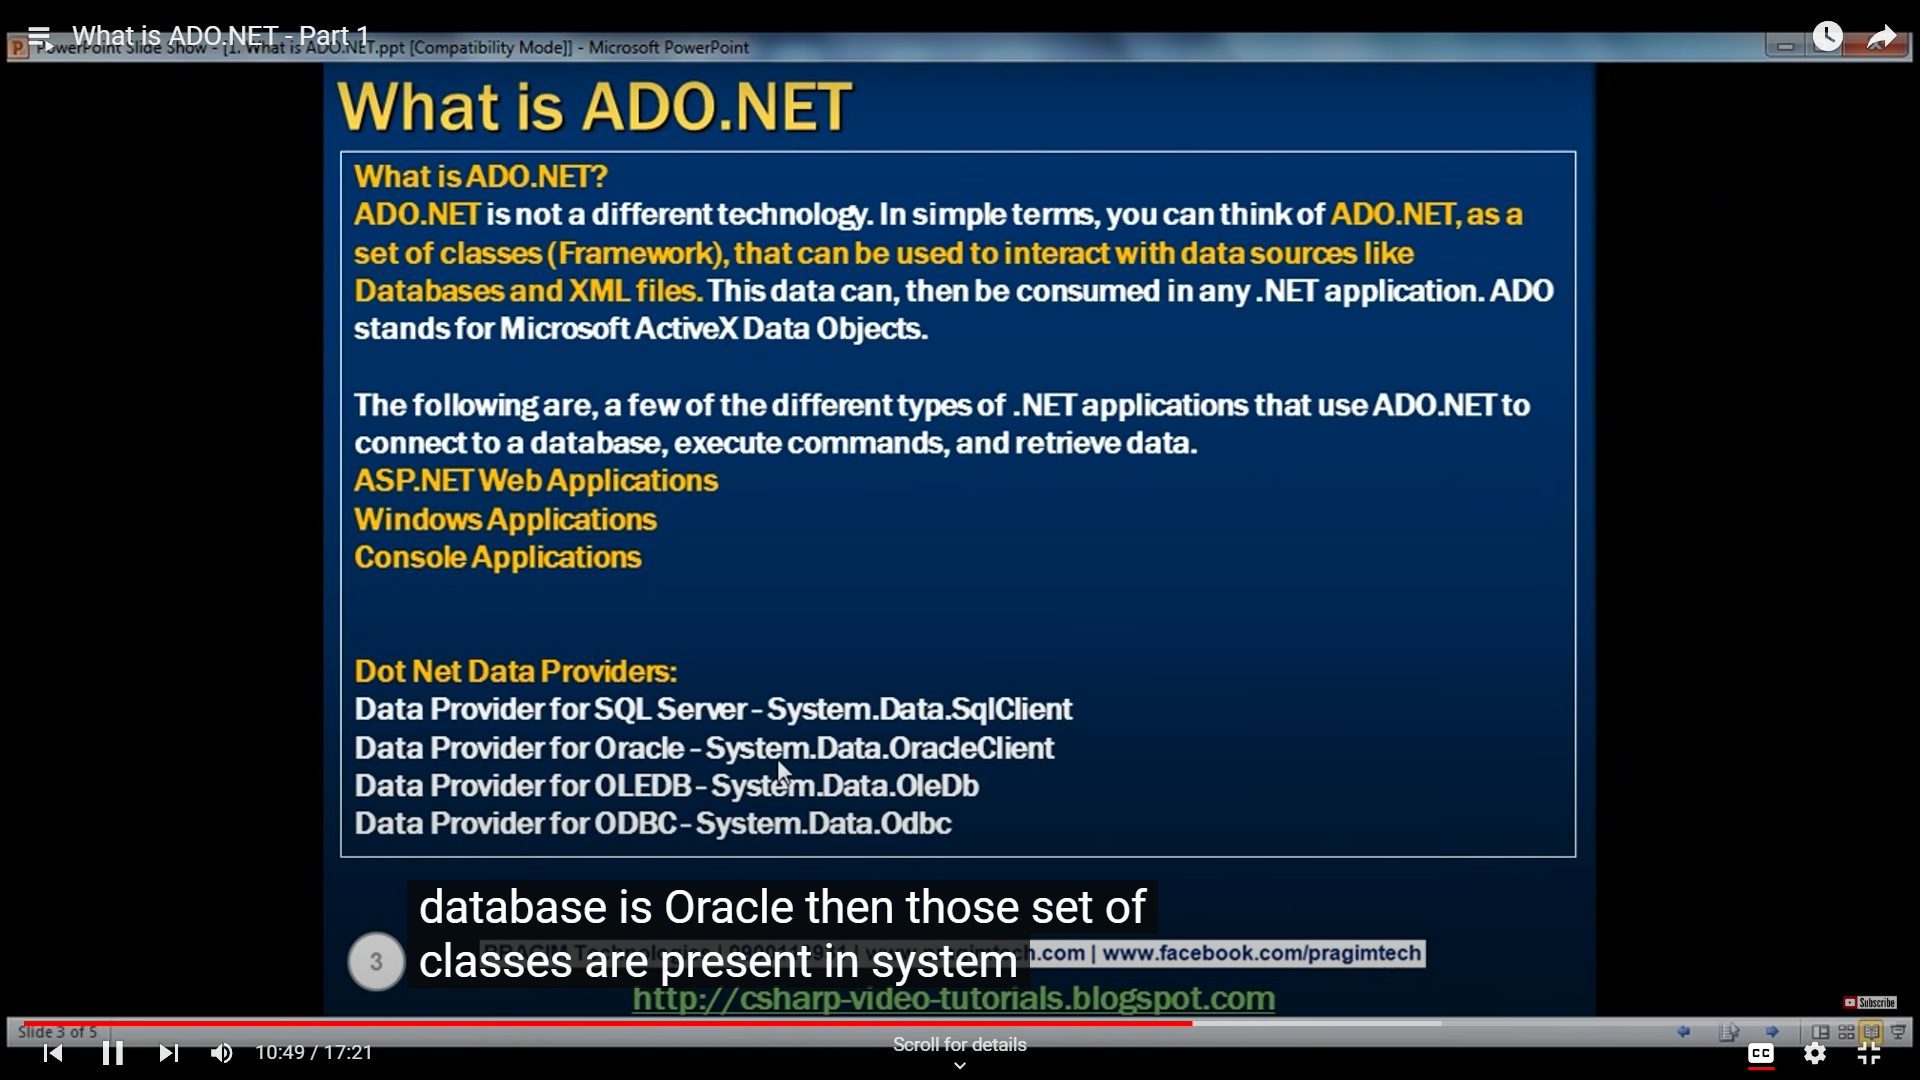 What is ADO.NET - Part 1
PowerPoint Slide Show - [1. What is ADO.NET.ppt [Compatibility Mode]] - Microsoft PowerPoint
What is ADO.NET
What is ADO.NET?
ADO.NET is not a different technology. In simple terms, you can think of ADO.NET, as a
set of classes (Framework), that can be used to interact with data sources like
Databases and XML files. This data can, then be consumed in any .NET application. ADO
stands for Microsoft ActiveX Data Objects.
The following are, a few of the different types of .NET applications that use ADO.NET to
connect to a database, execute commands, and retrieve data.
ASP.NET Web Applications
Windows Applications
Console Applications
Dot Net Data Providers:
Data Provider for SQL Server - System.Data.SqlClient
Data Provider for Oracle - System.Data.OracleClient
Data Provider for OLEDB - System.Data.OleDb
Data Provider for ODBC - System.Data.Odbc
database is Oracle then those set of
classes are present in system
3
PRAGIM Technologies | www.pragimtech.com | www.facebook.com/pragimtech
http://csharp-video-tutorials.blogspot.com
Subscribe
Slide 3 of 5
10:49 / 17:21
Scroll for details
CC